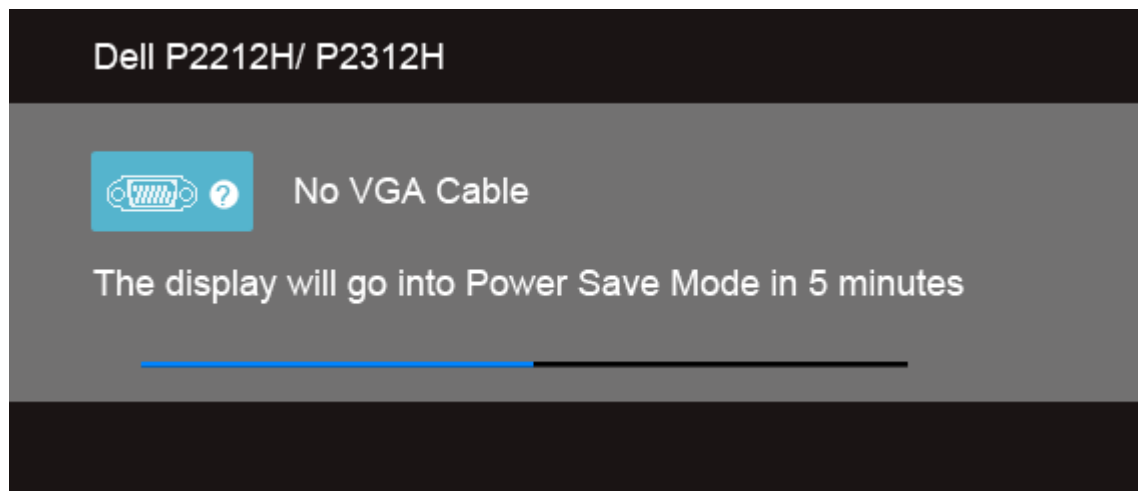 Dell P2212H/ P2312H
No VGA Cable
The display will go into Power Save Mode in 5 minutes